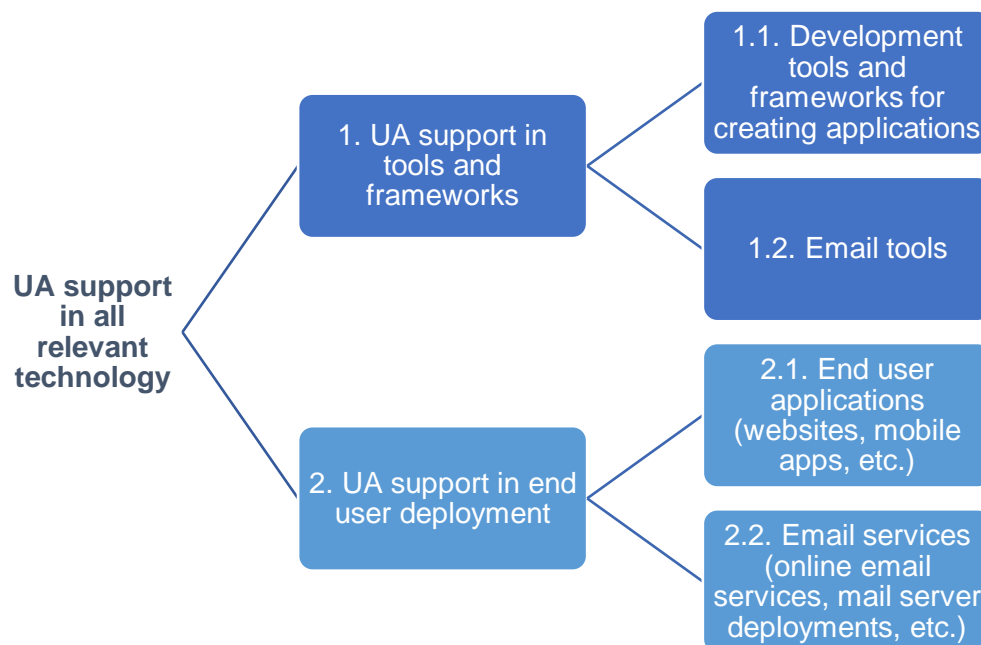 UA support
in all
relevant
technology
1. UA support in
tools and
frameworks
1.1. Development
tools and
frameworks for
creating applications
1.2. Email tools
2. UA support in end
user deployment
2.1. End user
applications
(websites, mobile
apps, etc.)
2.2. Email services
(online email
services, mail server
deployments, etc.)